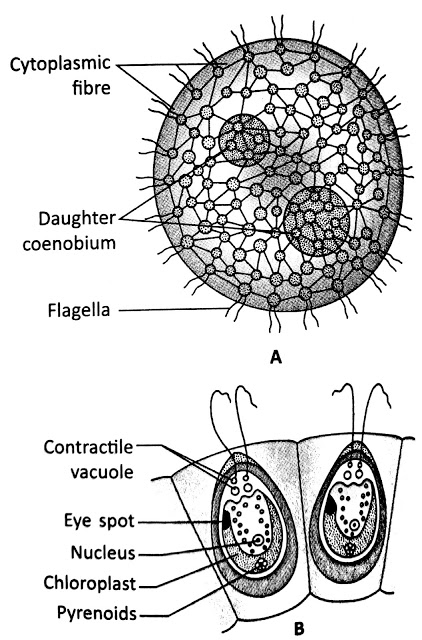 Cytoplasmic
fibre
Daughter
coenobium
Flagella
A
Contractile
vacuole
Eye spot
Nucleus
Chloroplast
Pyrenoids
B